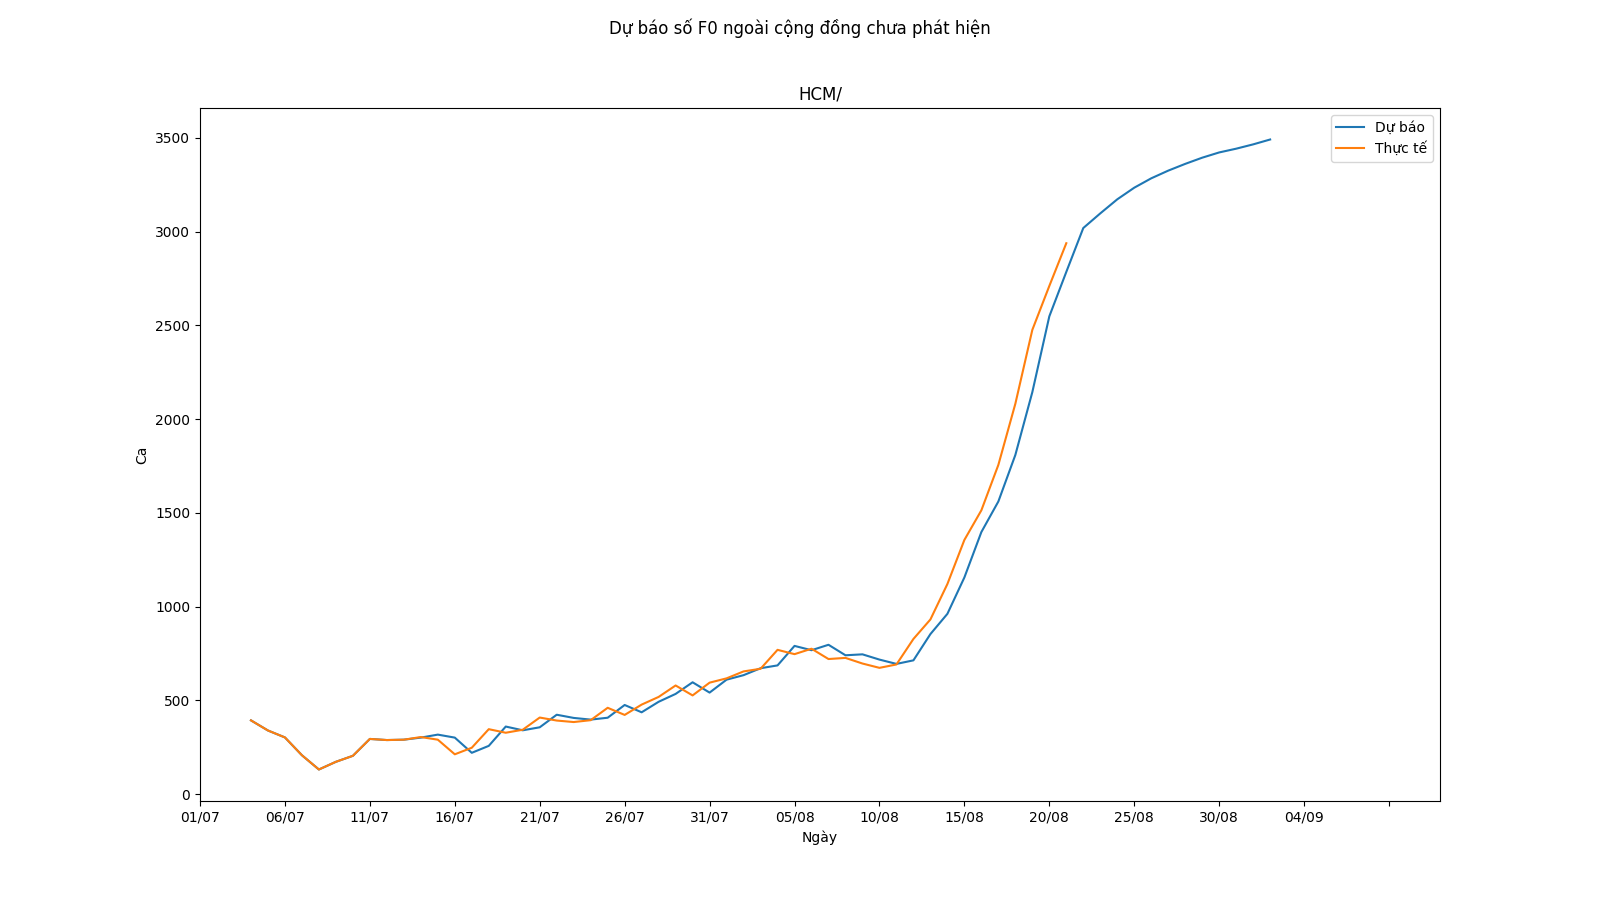 Dự báo số F0 ngoài cộng đồng chưa phát hiện
HCM/
Dự báo
Thực tế
3500
3000
2500
2000
1500
1000
500
0
Ca
01/07 06/07 11/07 16/07 21/07 26/07 31/07 05/08 10/08 15/08 20/08 25/08 30/08 04/09
Ngày